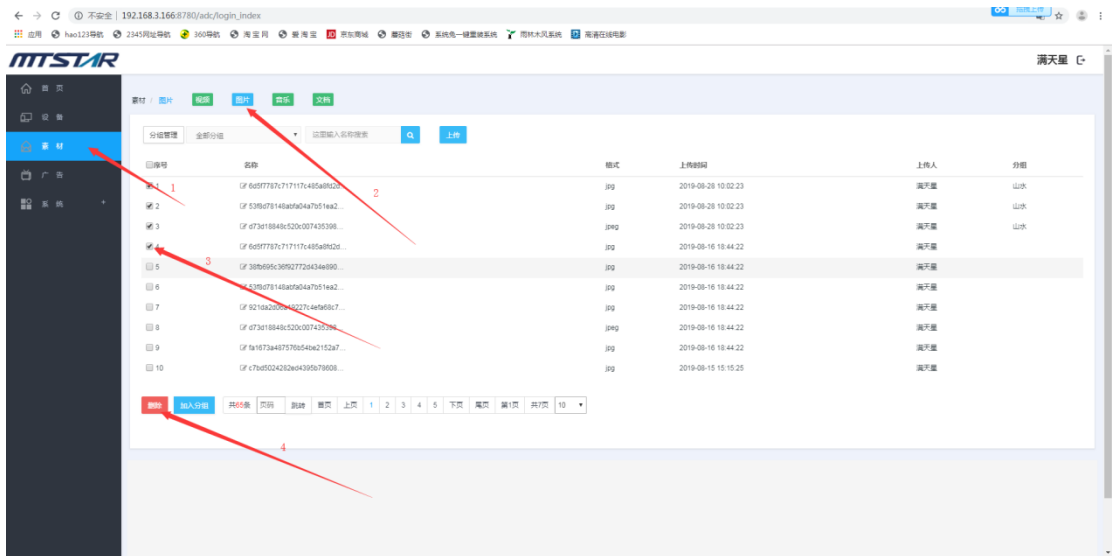 不安全 | 192.168.3.166:8780/adc/login_index
应用 hao123导航 2345网址导航 360导航 淘宝网 爱淘宝 京东商城 蘑菇街 系统兔一键重装系统 雨林木风系统 高清在线电影
MTSTAR 满天星
首 页
素材 / 图片 视频 图片 音乐 文档
设 备
素 材
广 告
系 统 +
分组管理 全部分组 这里输入名称搜索 上传
序号 名称 格式 上传时间 上传人 分组
1 6d5f7787c717117c485a8fd2d... jpg 2019-08-28 10:02:23 满天星 山水
2 53f8d78148abfa04a7b51ea2... jpg 2019-08-28 10:02:23 满天星 山水
3 d73d18848c520c007435398... jpeg 2019-08-28 10:02:23 满天星 山水
4 6d5f7787c717117c485a8fd2d... jpg 2019-08-16 18:44:22 满天星
5 38fb695c36f92772d434e890... jpg 2019-08-16 18:44:22 满天星
6 53f8d78148abfa04a7b51ea2... jpg 2019-08-16 18:44:22 满天星
7 jpg 2019-08-16 18:44:22 满天星
8 d73d18848c520c007435398... jpeg 2019-08-16 18:44:22 满天星
9 fa1673a487576b54be2152a7... jpg 2019-08-16 18:44:22 满天星
10 c7bd5024282ed4395b78608... jpg 2019-08-15 15:15:25 满天星
删除 加入分组 共65条 页码 跳转 首页 上页 1 2 3 4 5 下页 尾页 第1页 共7页 10
1
2
3
4